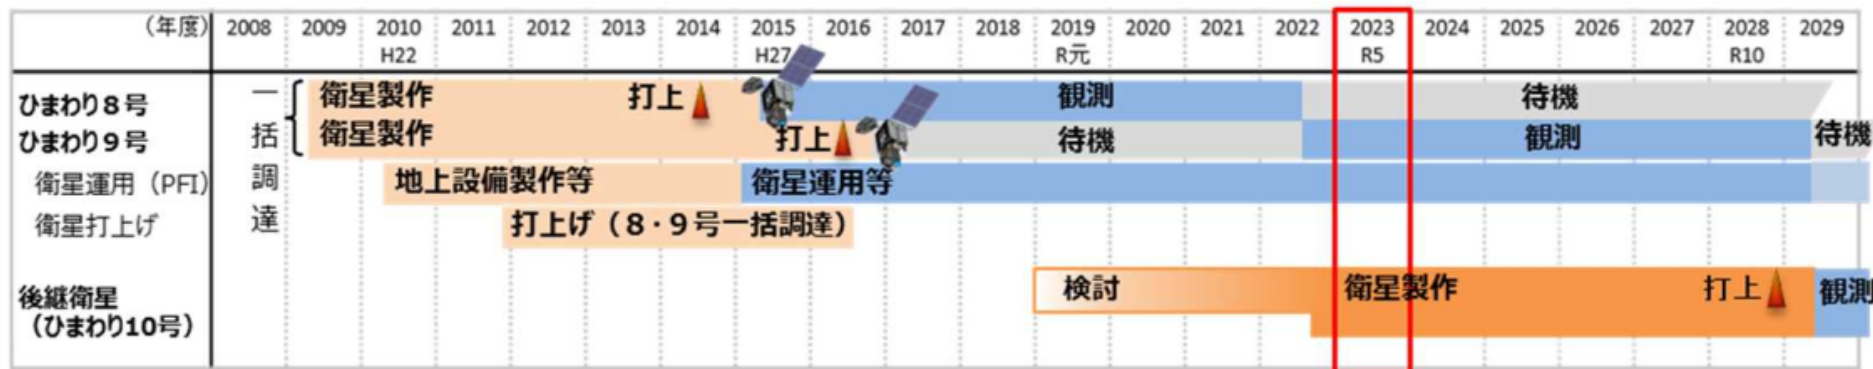 （年度） 2008 2009 2010 2011 2012 2013 2014 2015 2016 2017 2018 2019 2020 2021 2022 2023 2024 2025 2026 2027 2028 2029
H22 H27 R元 R5 R10
ひまわり８号 衛星製作 打上 観測 待機
ひまわり９号 衛星製作 打上 待機 観測 待機
一括調達
衛星運用（PFI） 地上設備製作等 衛星運用等
衛星打上げ 打上げ（８・９号一括調達）
後継衛星 検討 衛星製作 打上 観測
（ひまわり10号）